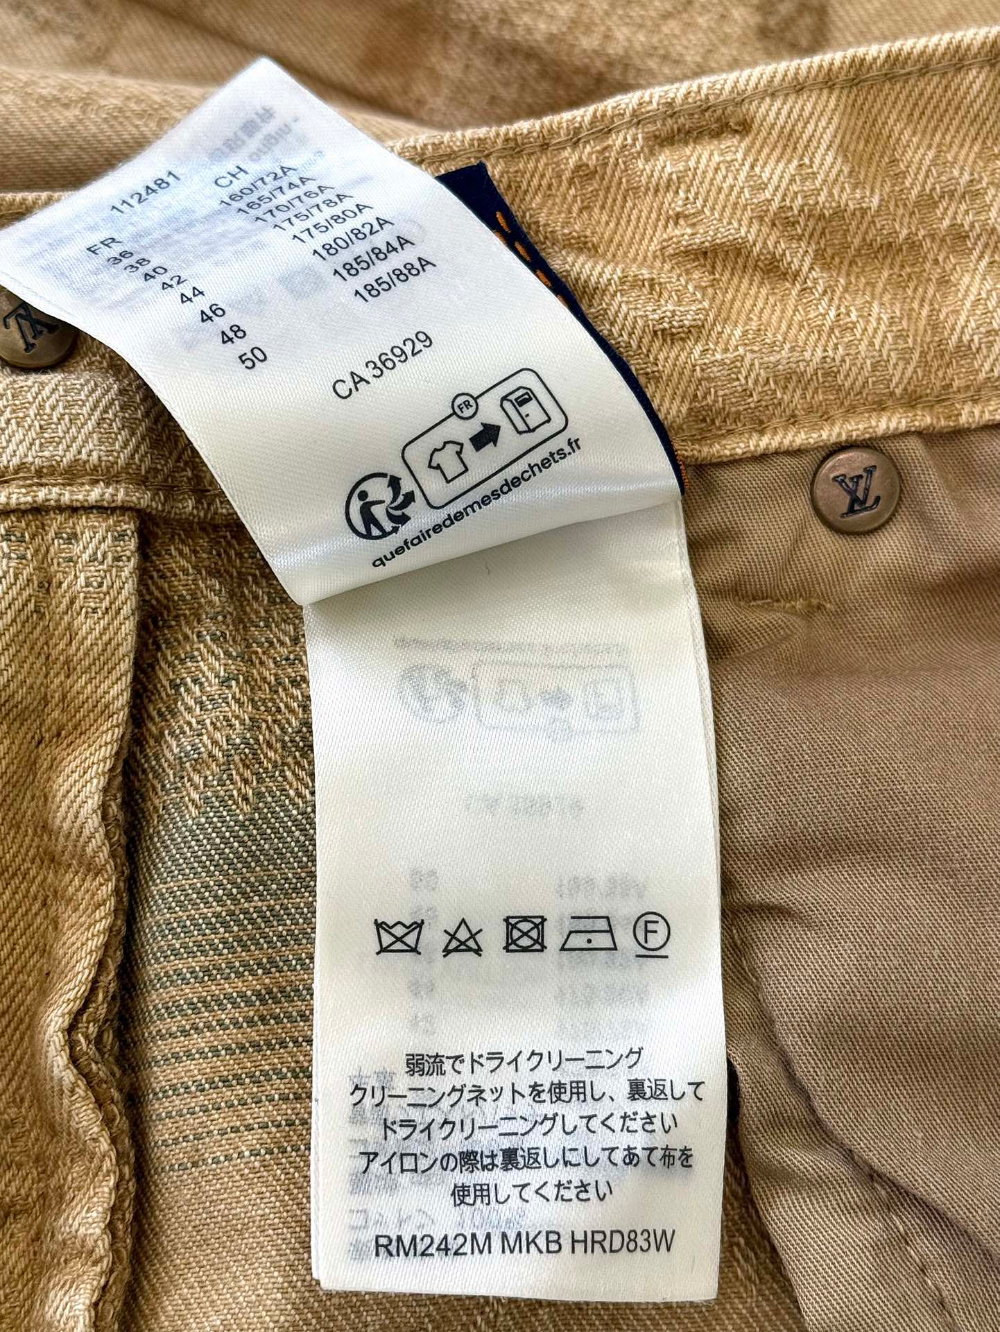 112481
FR CH
36 160/72A
38 165/74A
40 170/76A
42 175/78A
44 175/80A
46 180/82A
48 185/84A
50 185/88A
CA 36929
FR
quefairedemesdechets.fr
LV
LV
F
弱流でドライクリーニング
クリーニングネットを使用し、裏返して
ドライクリーニングしてください
アイロンの際は裏返しにしてあて布を
使用してください
RM242M MKB HRD83W